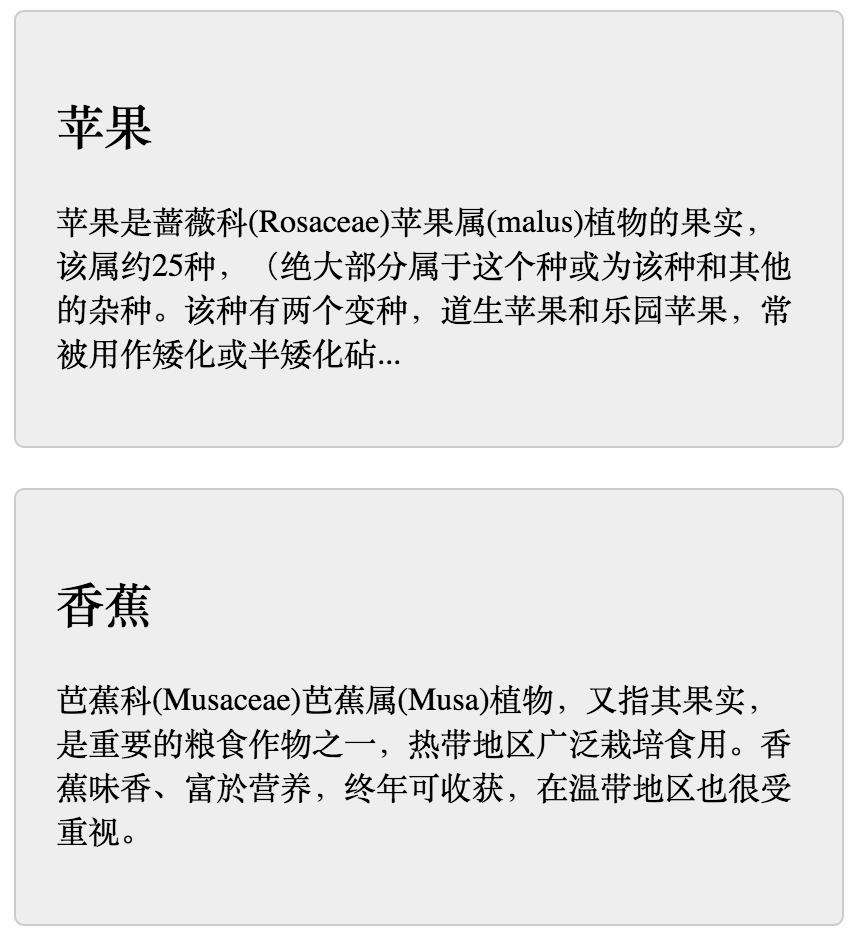 苹果
苹果是蔷薇科(Rosaceae)苹果属(malus)植物的果实，
该属约25种，（绝大部分属于这个种或为该种和其他
的杂种。该种有两个变种，道生苹果和乐园苹果，常
被用作矮化或半矮化砧...
香蕉
芭蕉科(Musaceae)芭蕉属(Musa)植物，又指其果实，
是重要的粮食作物之一，热带地区广泛栽培食用。香
蕉味香、富於营养，终年可收获，在温带地区也很受
重视。